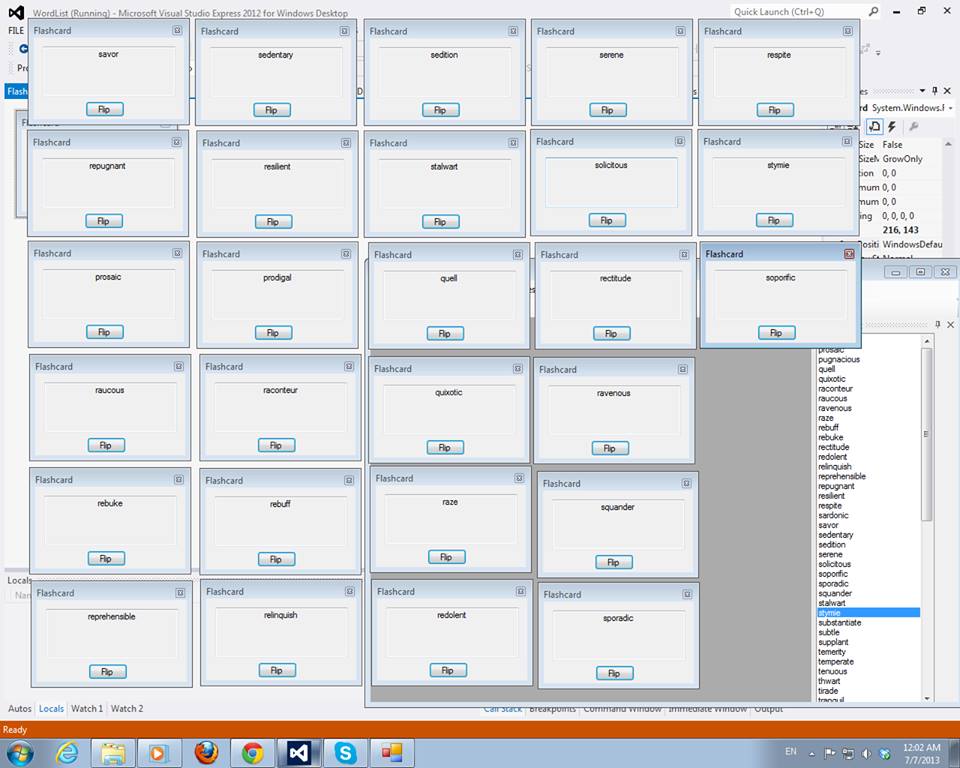 WordList (Running) - Microsoft Visual Studio Express 2012 for Windows Desktop
Quick Launch (Ctrl+Q)
FILE
Flashcard
savor
Flip
Flashcard
sedentary
Flip
Flashcard
sedition
Flip
Flashcard
serene
Flip
Flashcard
respite
Flip
Flashcard
repugnant
Flip
Flashcard
resilient
Flip
Flashcard
stalwart
Flip
Flashcard
solicitous
Flip
Flashcard
stymie
Flip
Flashcard
prosaic
Flip
Flashcard
prodigal
Flip
Flashcard
quell
Flip
Flashcard
rectitude
Flip
Flashcard
soporific
Flip
Flashcard
raucous
Flip
Flashcard
raconteur
Flip
Flashcard
quixotic
Flip
Flashcard
ravenous
Flip
Flashcard
rebuke
Flip
Flashcard
rebuff
Flip
Flashcard
raze
Flip
Flashcard
squander
Flip
Flashcard
reprehensible
Flip
Flashcard
relinquish
Flip
Flashcard
redolent
Flip
Flashcard
sporadic
Flip
System.Windows.F
Size False
GrowOnly
0, 0
0, 0
0, 0
0, 0, 0, 0
216, 143
WindowsDefau
prosaic
pugnacious
quell
quixotic
raconteur
raucous
ravenous
raze
rebuff
rebuke
rectitude
redolent
relinquish
reprehensible
repugnant
resilient
respite
sardonic
savor
sedentary
sedition
serene
solicitous
soporific
sporadic
squander
stalwart
stymie
substantiate
subtle
supplant
temerity
temperate
tenuous
thwart
tirade
tranquil
Locals
Autos Locals Watch 1 Watch 2
Call Stack Breakpoints Command Window Immediate Window Output
Ready
EN
12:02 AM
7/7/2013